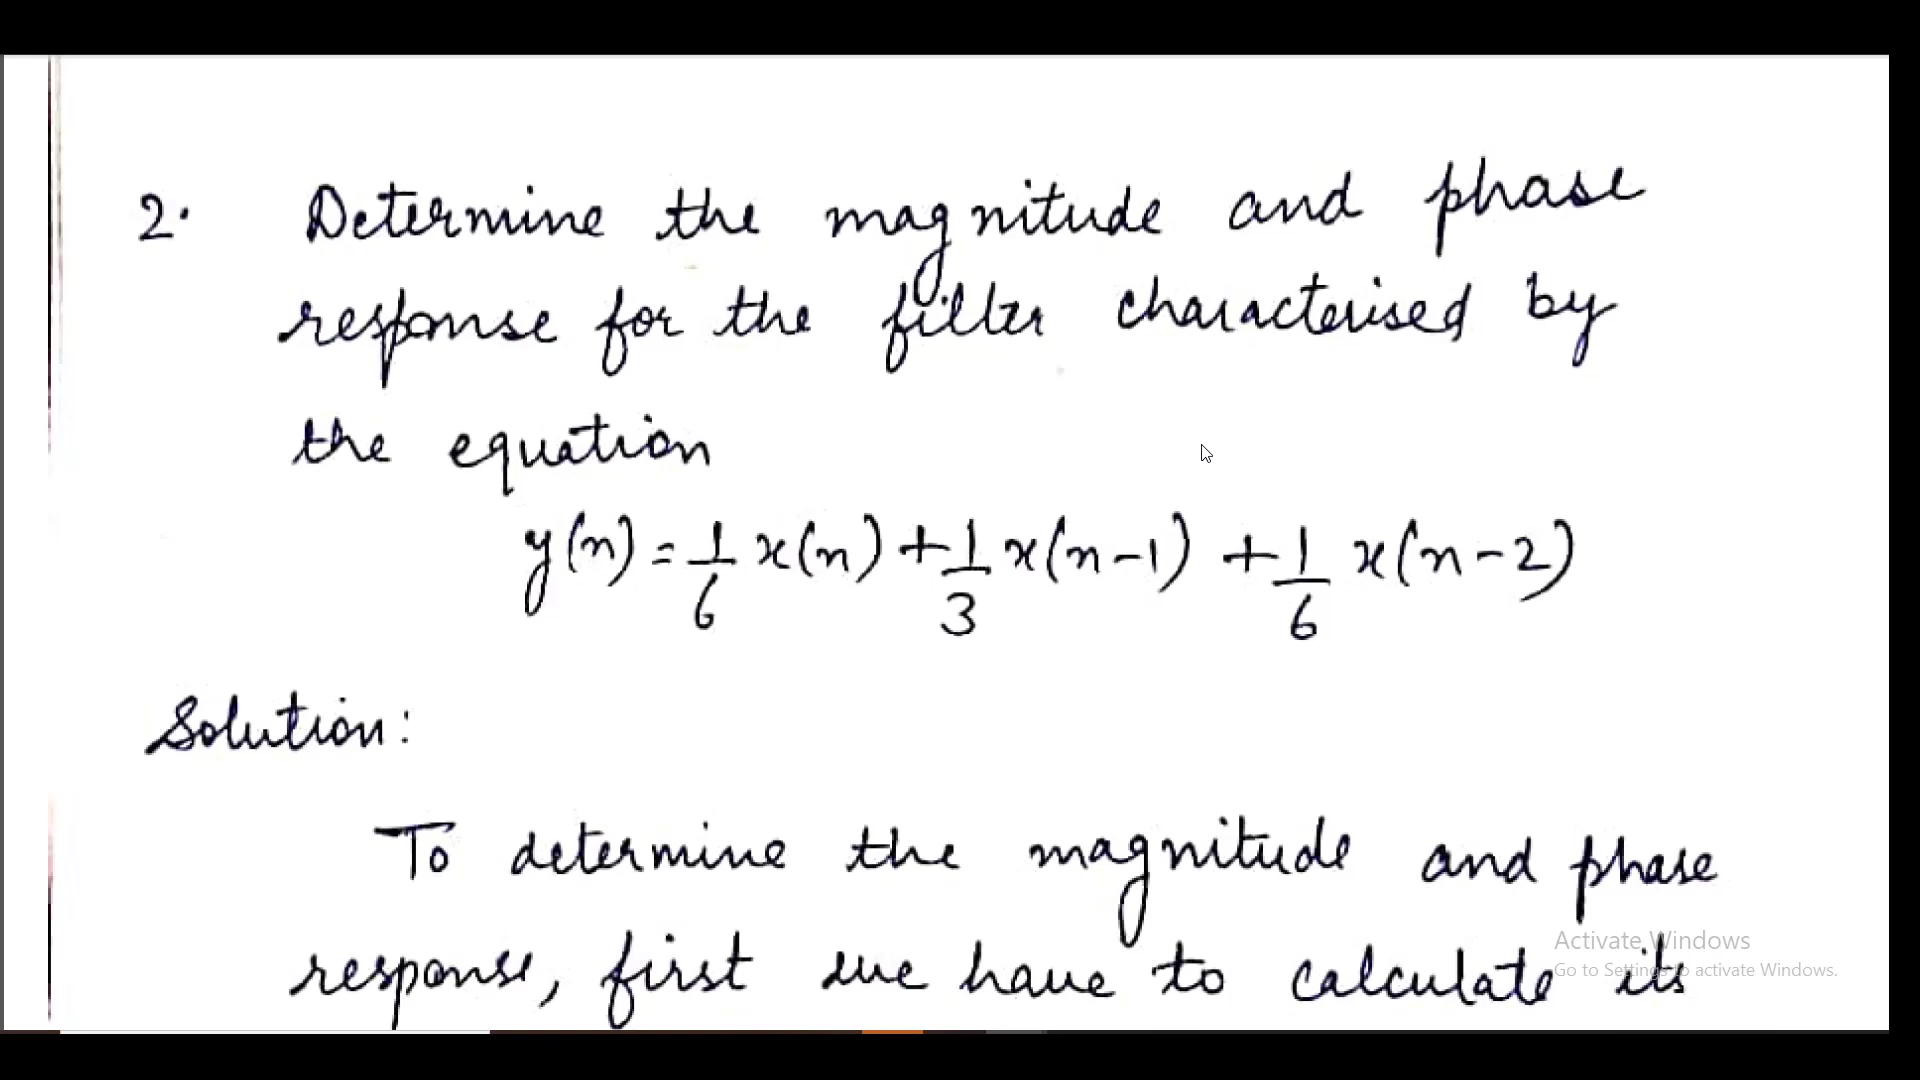 2. Determine the magnitude and phase
response for the filter characterised by
the equation
y(n) = 1/6 x(n) + 1/3 x(n-1) + 1/6 x(n-2)
Solution:
To determine the magnitude and phase
response, first we have to calculate its
Activate Windows
Go to Settings to activate Windows.